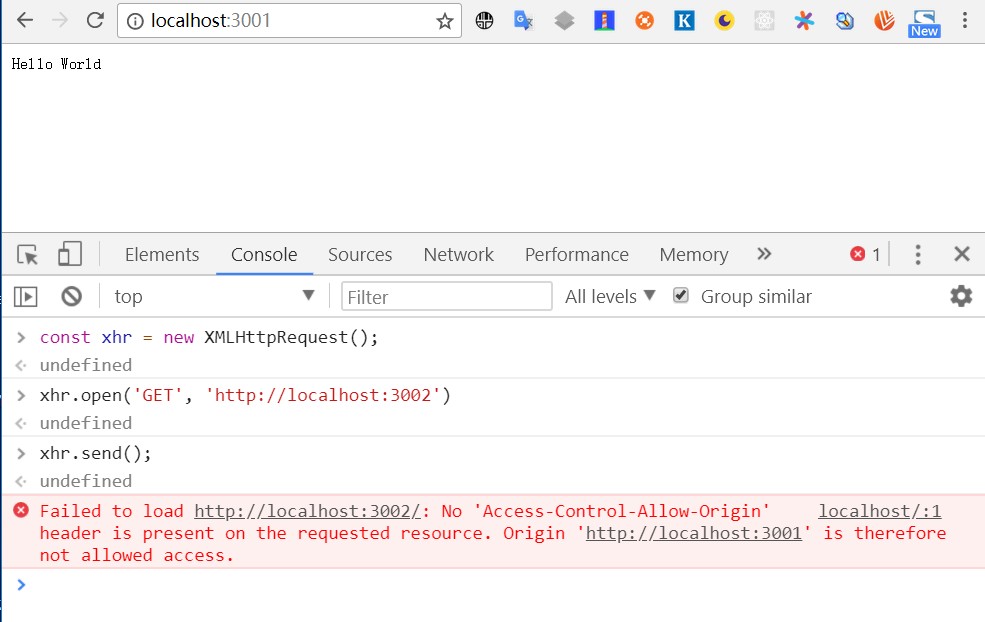 localhost:3001
New
Hello World
Elements Console Sources Network Performance Memory 1
top Filter All levels Group similar
const xhr = new XMLHttpRequest();
undefined
xhr.open('GET', 'http://localhost:3002')
undefined
xhr.send();
undefined
Failed to load http://localhost:3002/: No 'Access-Control-Allow-Origin' localhost/:1
header is present on the requested resource. Origin 'http://localhost:3001' is therefore
not allowed access.